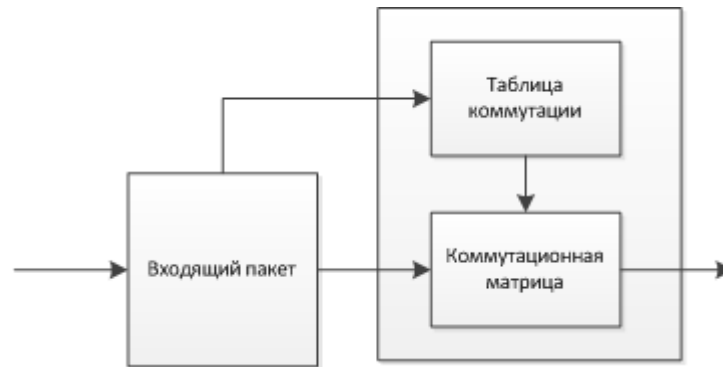 Таблица
коммутации
Входящий пакет
Коммутационная
матрица